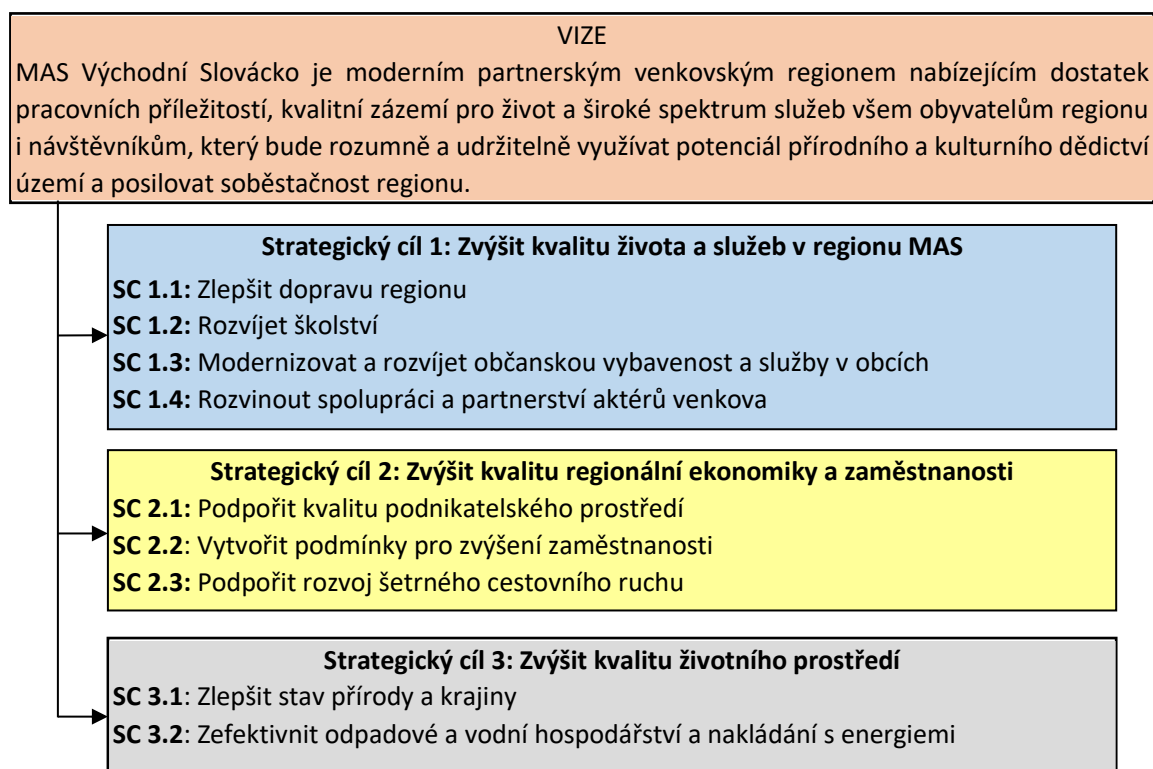 VIZE
MAS Východní Slovácko je moderním partnerským venkovským regionem nabízejícím dostatek
pracovních příležitostí, kvalitní zázemí pro život a široké spektrum služeb všem obyvatelům regionu
i návštěvníkům, který bude rozumně a udržitelně využívat potenciál přírodního a kulturního dědictví
území a posilovat soběstačnost regionu.
Strategický cíl 1: Zvýšit kvalitu života a služeb v regionu MAS
SC 1.1: Zlepšit dopravu regionu
SC 1.2: Rozvíjet školství
SC 1.3: Modernizovat a rozvíjet občanskou vybavenost a služby v obcích
SC 1.4: Rozvinout spolupráci a partnerství aktérů venkova
Strategický cíl 2: Zvýšit kvalitu regionální ekonomiky a zaměstnanosti
SC 2.1: Podpořit kvalitu podnikatelského prostředí
SC 2.2: Vytvořit podmínky pro zvýšení zaměstnanosti
SC 2.3: Podpořit rozvoj šetrného cestovního ruchu
Strategický cíl 3: Zvýšit kvalitu životního prostředí
SC 3.1: Zlepšit stav přírody a krajiny
SC 3.2: Zefektivnit odpadové a vodní hospodářství a nakládání s energiemi